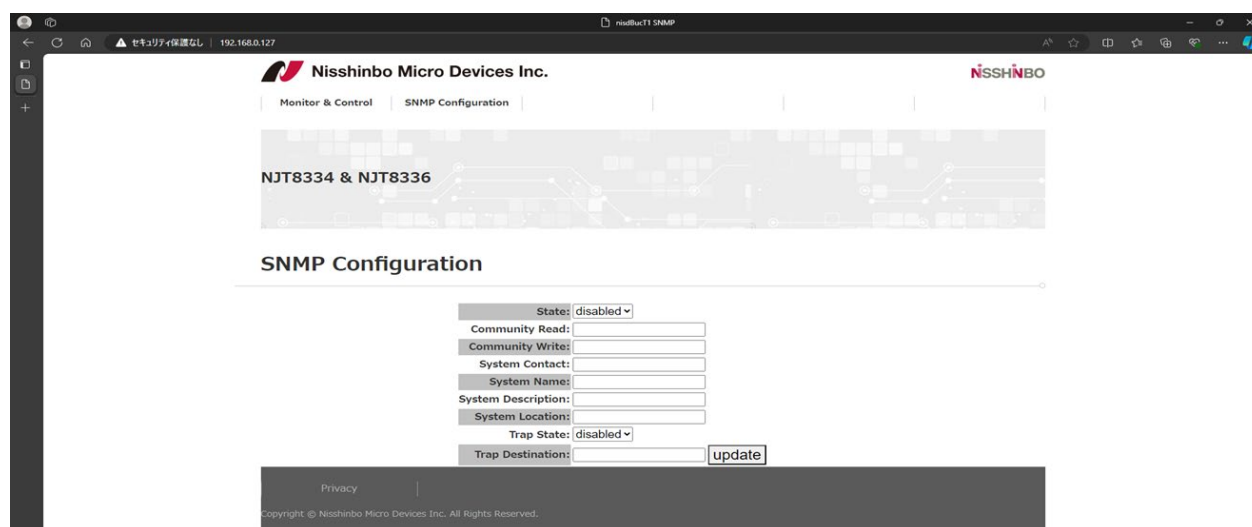 nisdBucT1 SNMP
セキュリティ保護なし | 192.168.0.127
Nisshinbo Micro Devices Inc.
NISSHINBO
Monitor & Control SNMP Configuration
NJT8334 & NJT8336
SNMP Configuration
State: disabled
Community Read:
Community Write:
System Contact:
System Name:
System Description:
System Location:
Trap State: disabled
Trap Destination: update
Privacy
Copyright © Nisshinbo Micro Devices Inc. All Rights Reserved.